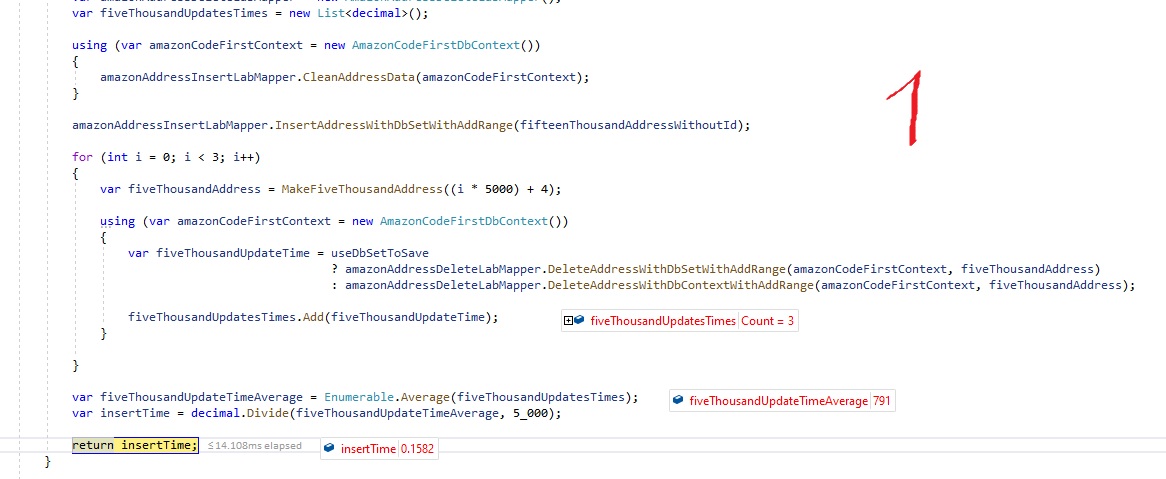 var fiveThousandUpdatesTimes = new List<decimal>();
using (var amazonCodeFirstContext = new AmazonCodeFirstDbContext())
{
amazonAddressInsertLabMapper.CleanAddressData(amazonCodeFirstContext);
}
1
amazonAddressInsertLabMapper.InsertAddressWithDbSetWithAddRange(fifteenThousandAddressWithoutId);
for (int i = 0; i < 3; i++)
{
var fiveThousandAddress = MakeFiveThousandAddress((i * 5000) + 4);
using (var amazonCodeFirstContext = new AmazonCodeFirstDbContext())
{
var fiveThousandUpdateTime = useDbSetToSave
? amazonAddressDeleteLabMapper.DeleteAddressWithDbSetWithAddRange(amazonCodeFirstContext, fiveThousandAddress)
: amazonAddressDeleteLabMapper.DeleteAddressWithDbContextWithAddRange(amazonCodeFirstContext, fiveThousandAddress);
fiveThousandUpdatesTimes.Add(fiveThousandUpdateTime); fiveThousandUpdatesTimes Count = 3
}
}
var fiveThousandUpdateTimeAverage = Enumerable.Average(fiveThousandUpdatesTimes); fiveThousandUpdateTimeAverage 791
var insertTime = decimal.Divide(fiveThousandUpdateTimeAverage, 5_000);
return insertTime; ≤14.108ms elapsed insertTime 0.1582
}